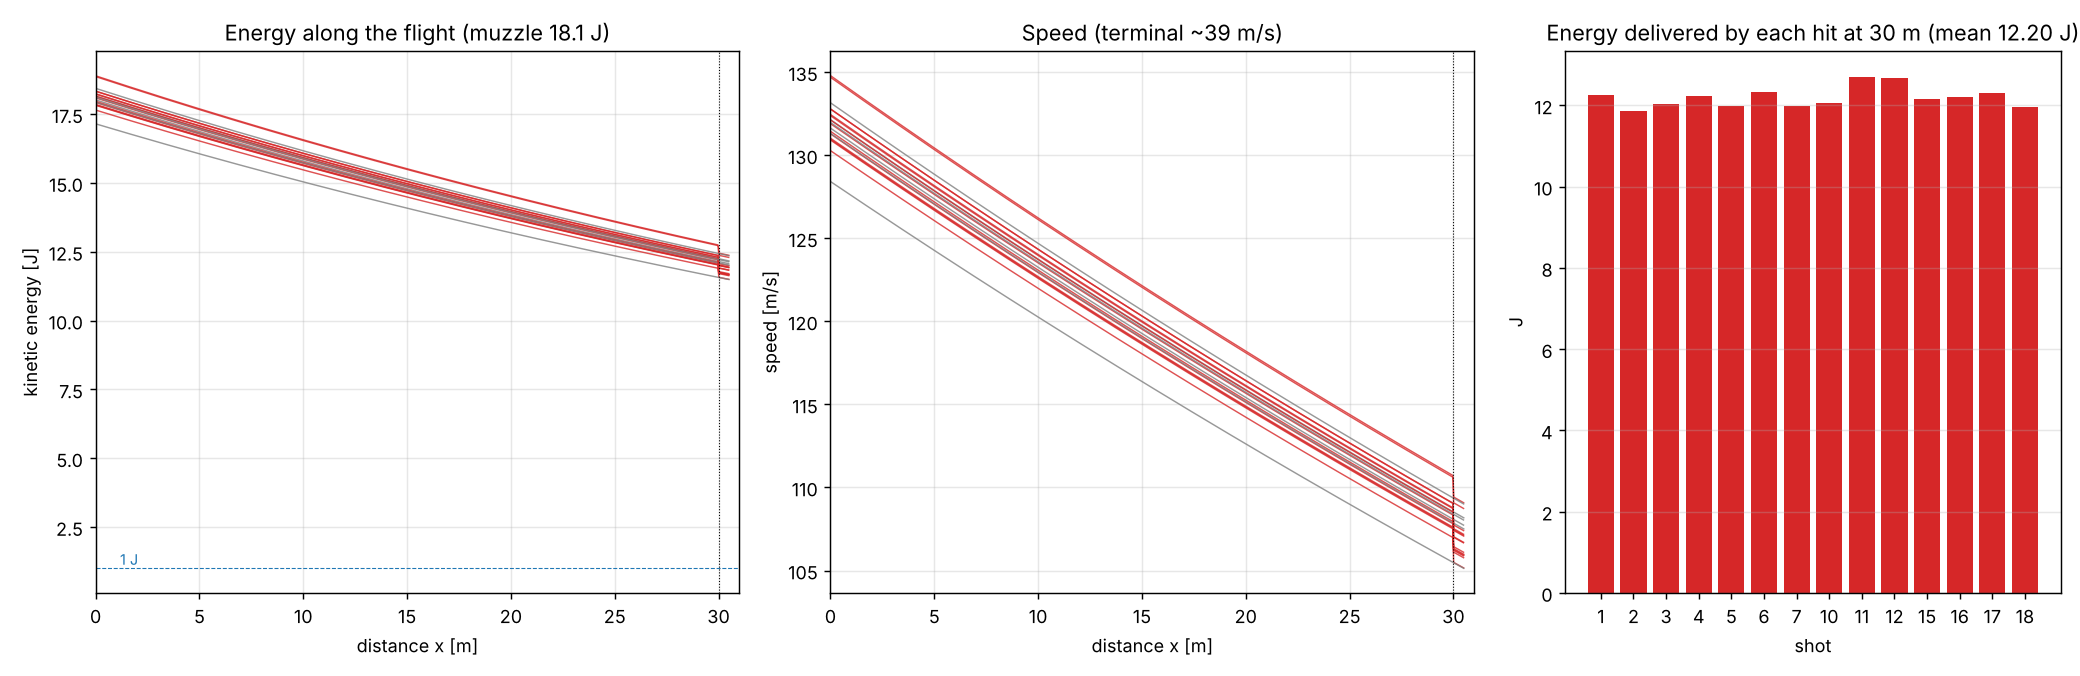 Energy along the flight (muzzle 18.1 J)
kinetic energy [J]
17.5
15.0
12.5
10.0
7.5
5.0
2.5
1 J
0 5 10 15 20 25 30
distance x [m]
Speed (terminal ~39 m/s)
speed [m/s]
135
130
125
120
115
110
105
0 5 10 15 20 25 30
distance x [m]
Energy delivered by each hit at 30 m (mean 12.20 J)
J
12
10
8
6
4
2
0
1 2 3 4 5 6 7 10 11 12 15 16 17 18
shot